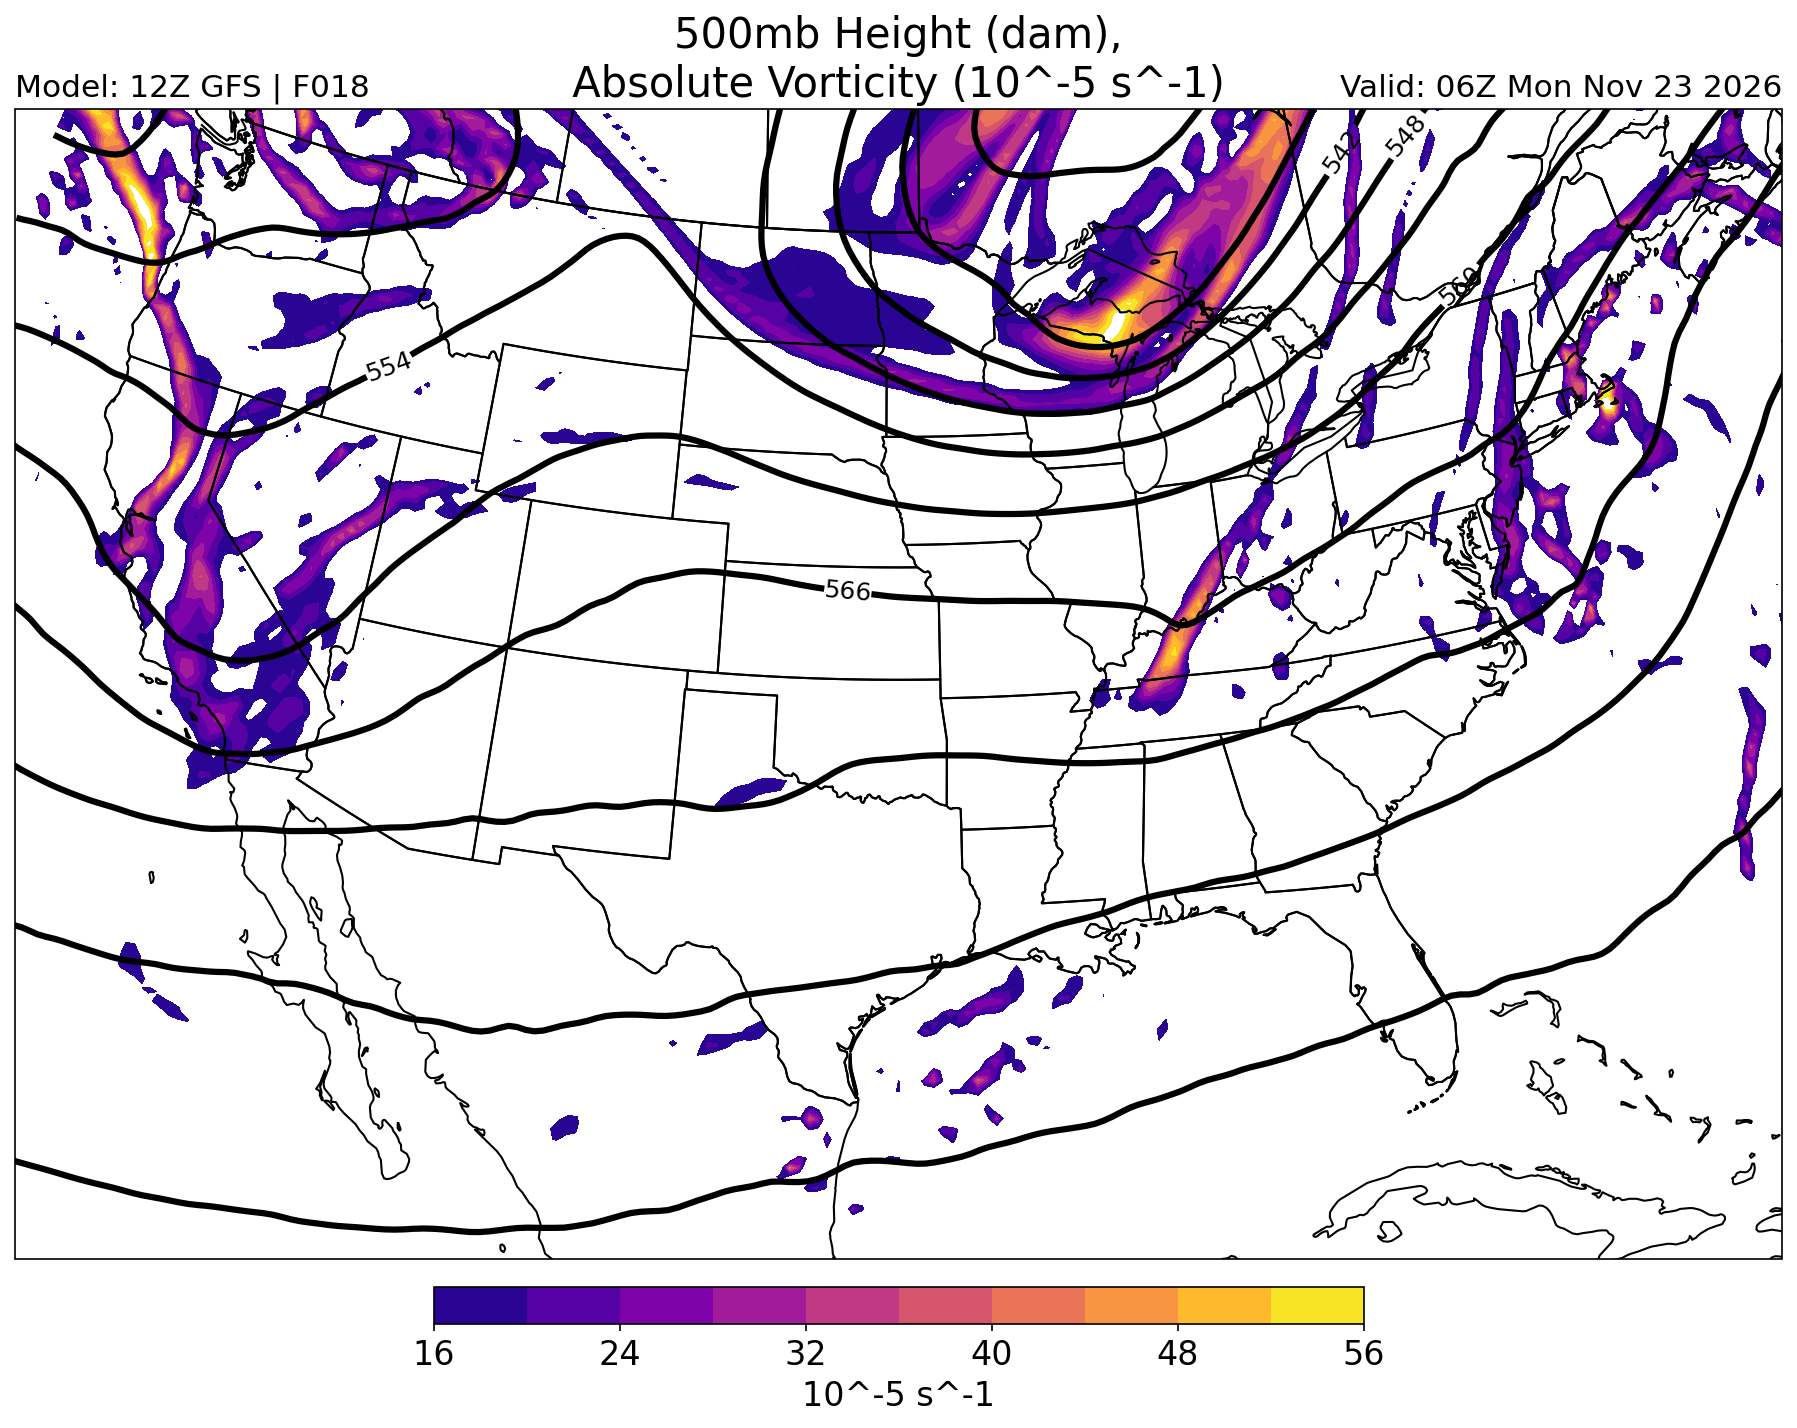 500mb Height (dam),
Absolute Vorticity (10^-5 s^-1)
Model: 12Z GFS | F018
Valid: 06Z Mon Nov 23 2026
542
548
560
554
566
16 24 32 40 48 56
10^-5 s^-1